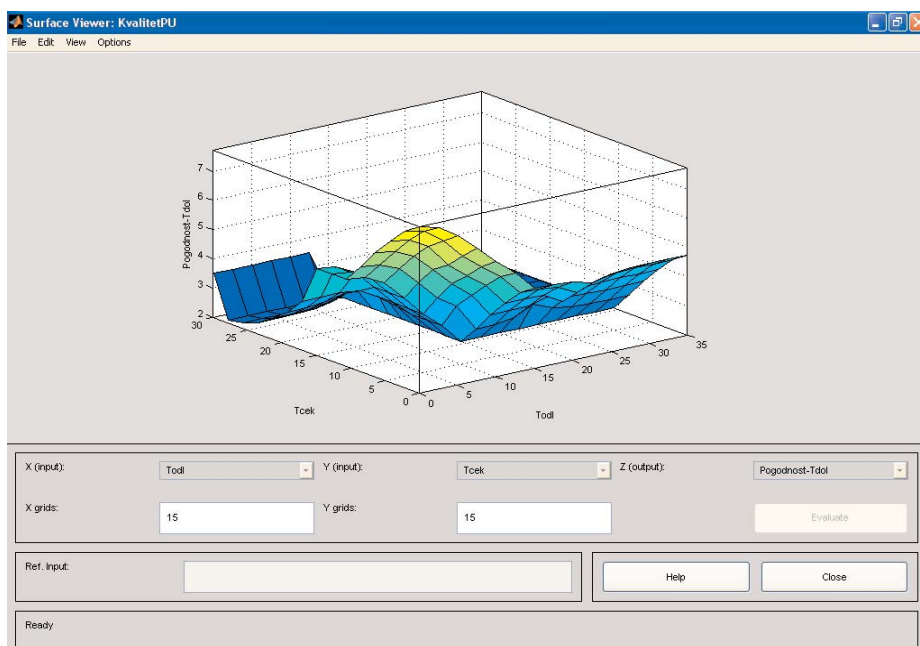 Surface Viewer: KvalitetPU
File Edit View Options
7
6
5
4
3
2
Pogodnost-Tdol
30
25
20
15
10
5
0
Tcek
0
5
10
15
20
25
30
35
Todl
X (input): Todl Y (input): Tcek Z (output): Pogodnost-Tdol
X grids: 15 Y grids: 15 Evaluate
Ref. Input: Help Close
Ready